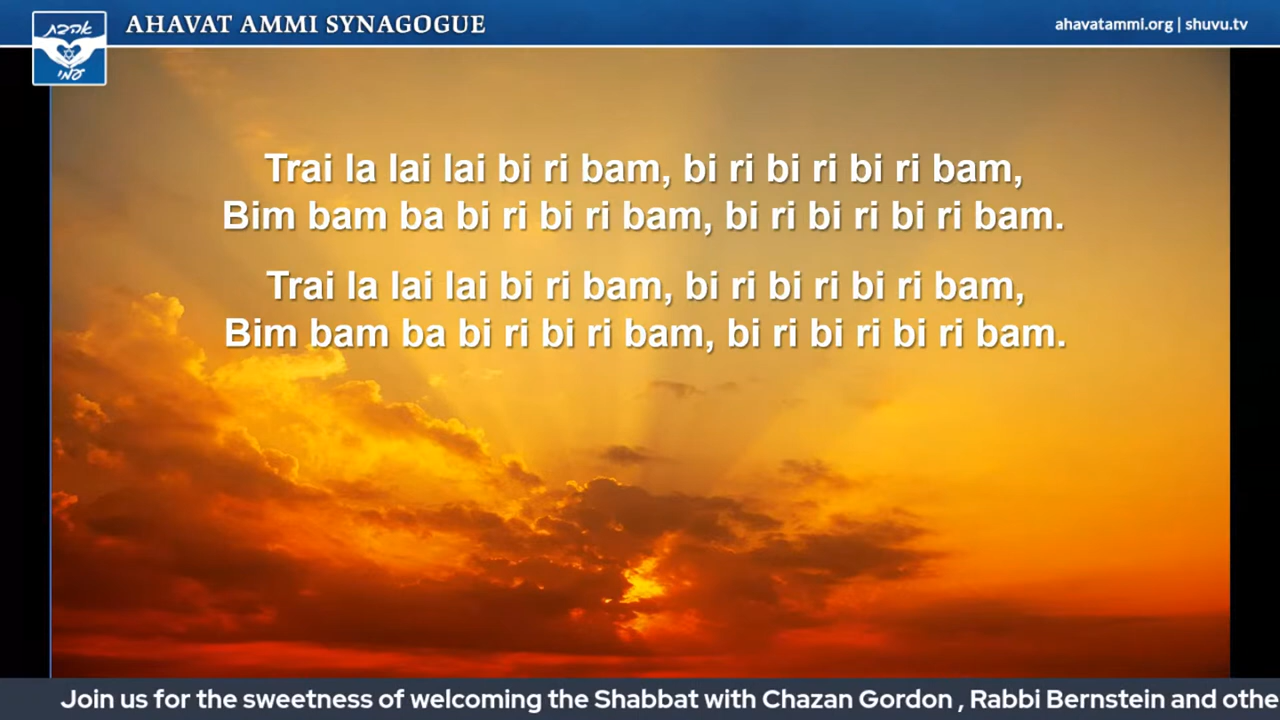 אהבת
עמי
AHAVAT AMMI SYNAGOGUE
ahavatammi.org | shuvu.tv
Trai la lai lai bi ri bam, bi ri bi ri bi ri bam,
Bim bam ba bi ri bi ri bam, bi ri bi ri bi ri bam.
Trai la lai lai bi ri bam, bi ri bi ri bi ri bam,
Bim bam ba bi ri bi ri bam, bi ri bi ri bi ri bam.
Join us for the sweetness of welcoming the Shabbat with Chazan Gordon , Rabbi Bernstein and othe